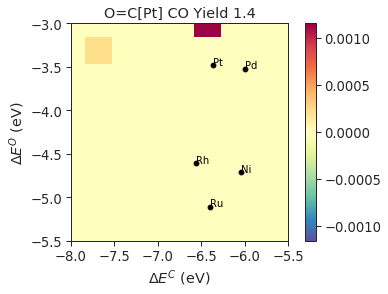 O=C[Pt] CO Yield 1.4
−3.0
−3.5
−4.0
−4.5
−5.0
−5.5
ΔE^O (eV)
Pt
Pd
Rh
Ni
Ru
−8.0 −7.5 −7.0 −6.5 −6.0 −5.5
ΔE^C (eV)
0.0010
0.0005
0.0000
−0.0005
−0.0010